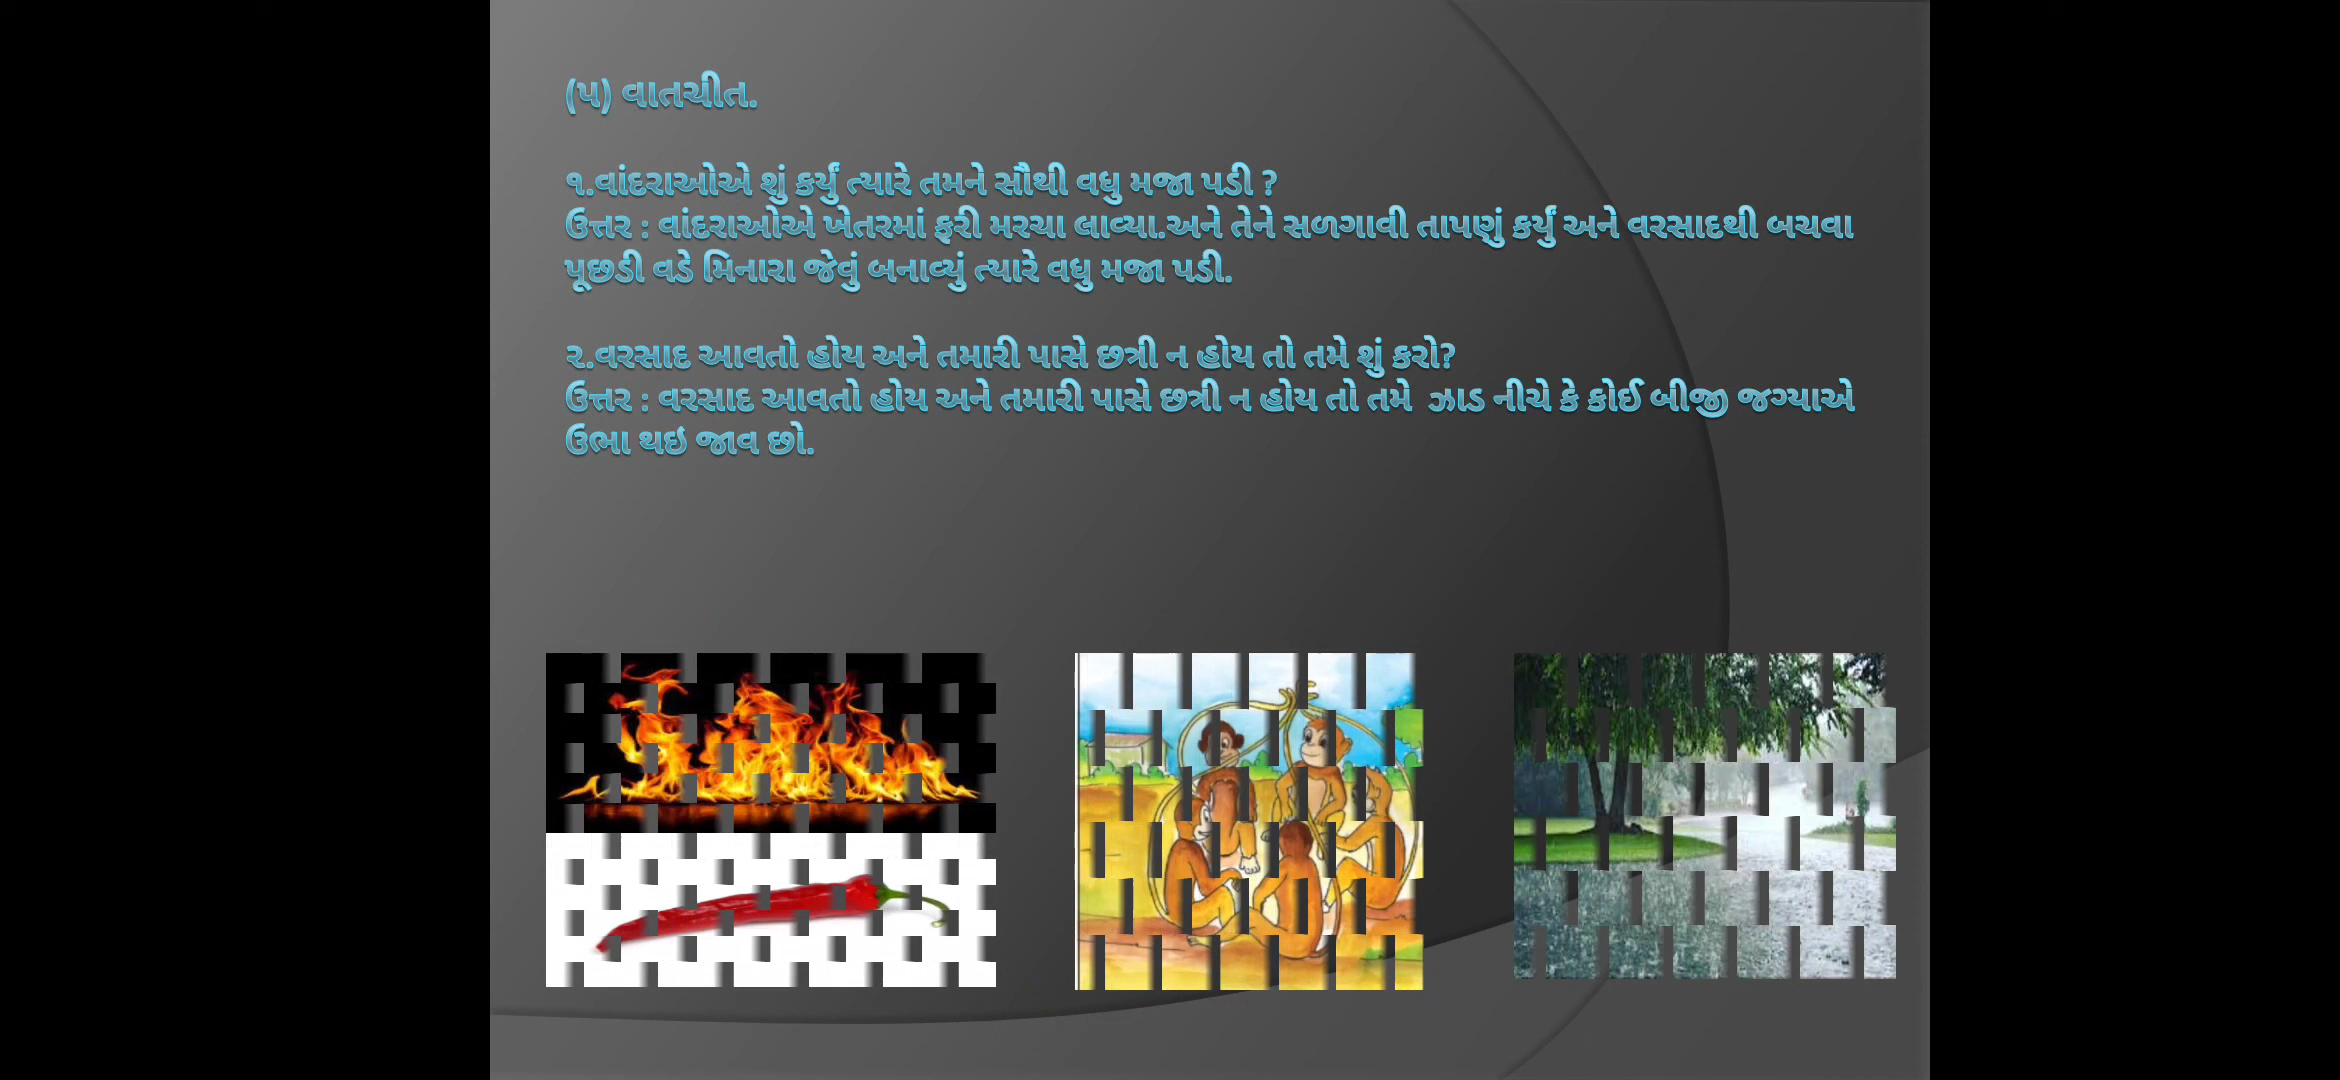 (૫) વાતચીત.
૧.વાંદરાઓએ શું કર્યું ત્યારે તમને સૌથી વધુ મજા પડી ?
ઉત્તર : વાંદરાઓએ ખેતરમાં ફરી મરચા લાવ્યા.અને તેને સળગાવી તાપણું કર્યું અને વરસાદથી બચવા
પૂછડી વડે મિનારા જેવું બનાવ્યું ત્યારે વધુ મજા પડી.
૨.વરસાદ આવતો હોય અને તમારી પાસે છત્રી ન હોય તો તમે શું કરો?
ઉત્તર : વરસાદ આવતો હોય અને તમારી પાસે છત્રી ન હોય તો તમે  ઝાડ નીચે કે કોઈ બીજી જગ્યાએ
ઉભા થઇ જાવ છો.